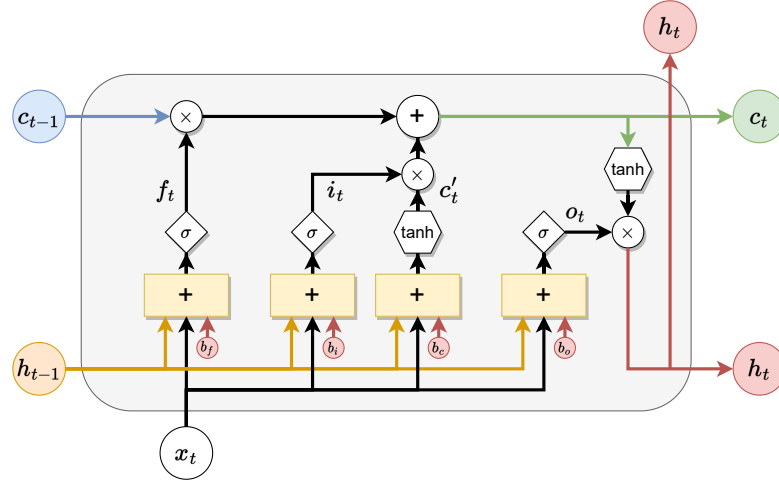 h_t
c_{t-1}
×
+
c_t
tanh
f_t
i_t
×
c'_t
σ
σ
tanh
σ
o_t
×
+
+
+
+
b_f
b_i
b_c
b_o
h_{t-1}
h_t
x_t